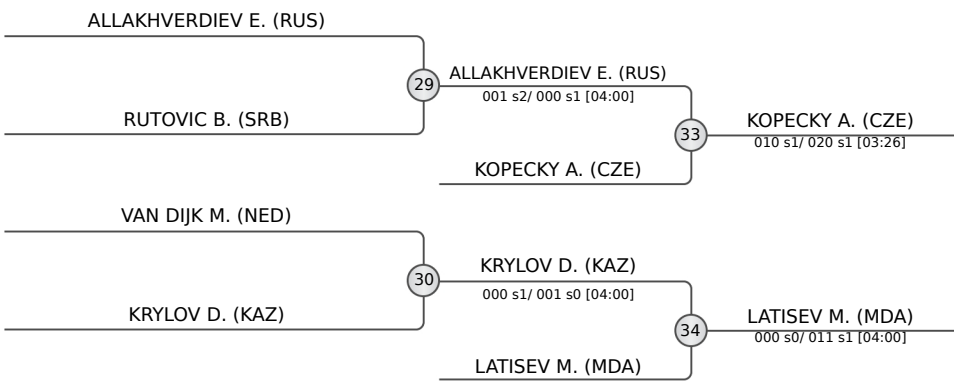 ALLAKHVERDIEV E. (RUS)
29
ALLAKHVERDIEV E. (RUS)
001 s2/ 000 s1 [04:00]
RUTOVIC B. (SRB)
33
KOPECKY A. (CZE)
010 s1/ 020 s1 [03:26]
KOPECKY A. (CZE)
VAN DIJK M. (NED)
30
KRYLOV D. (KAZ)
000 s1/ 001 s0 [04:00]
KRYLOV D. (KAZ)
34
LATISEV M. (MDA)
000 s0/ 011 s1 [04:00]
LATISEV M. (MDA)